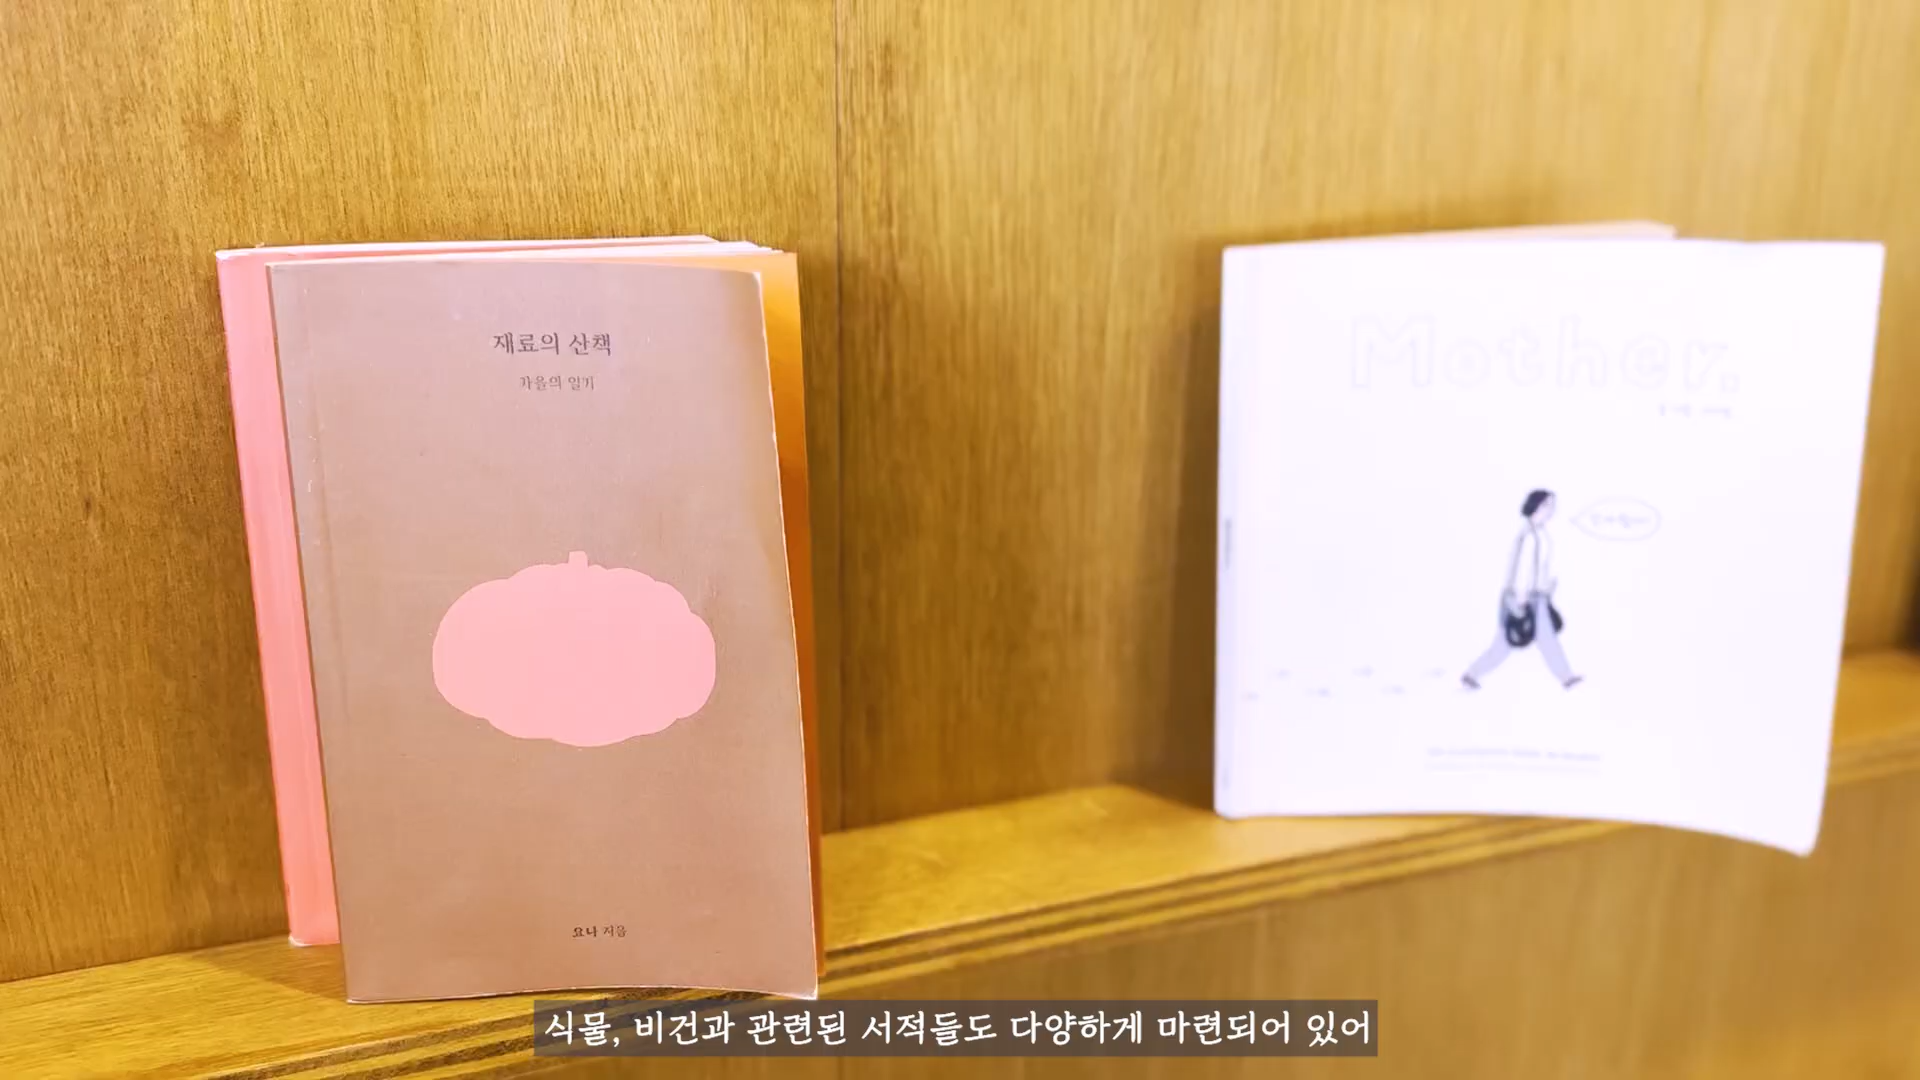 재료의 산책
가을의 일기
요나 지음
Mother.
식물, 비건과 관련된 서적들도 다양하게 마련되어 있어